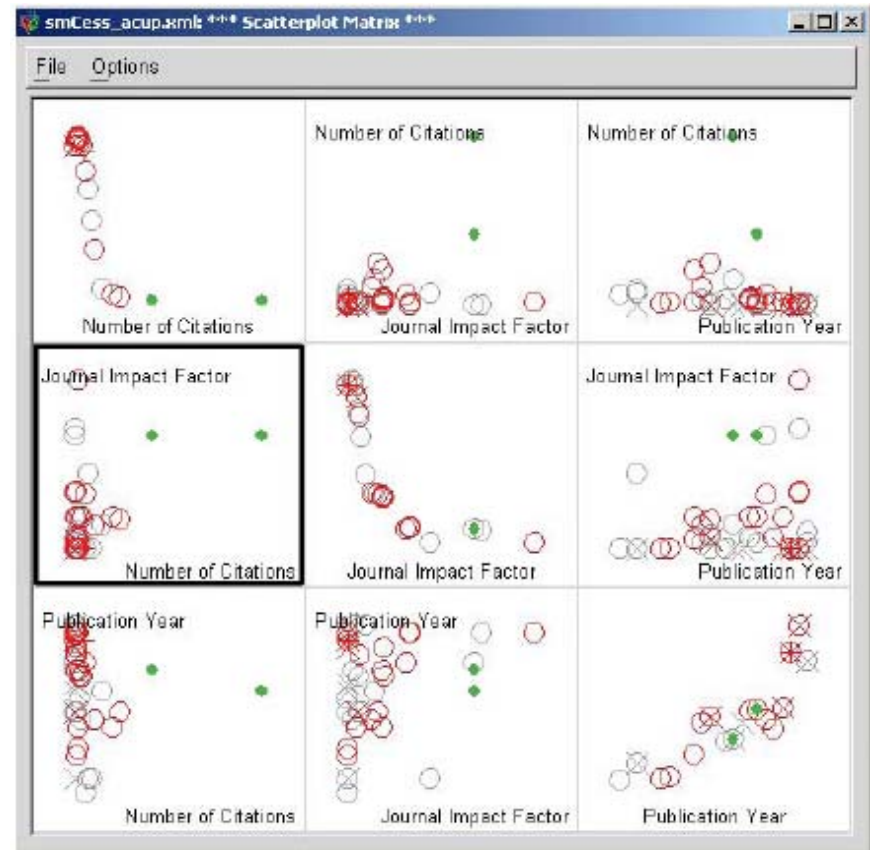 smCess_acup.xml: *** Scatterplot Matrix ***
File Options
Number of Citations
Number of Citations
Number of Citations
Journal Impact Factor
Publication Year
Journal Impact Factor
Journal Impact Factor
Number of Citations
Journal Impact Factor
Publication Year
Publication Year
Publication Year
Number of Citations
Journal Impact Factor
Publication Year